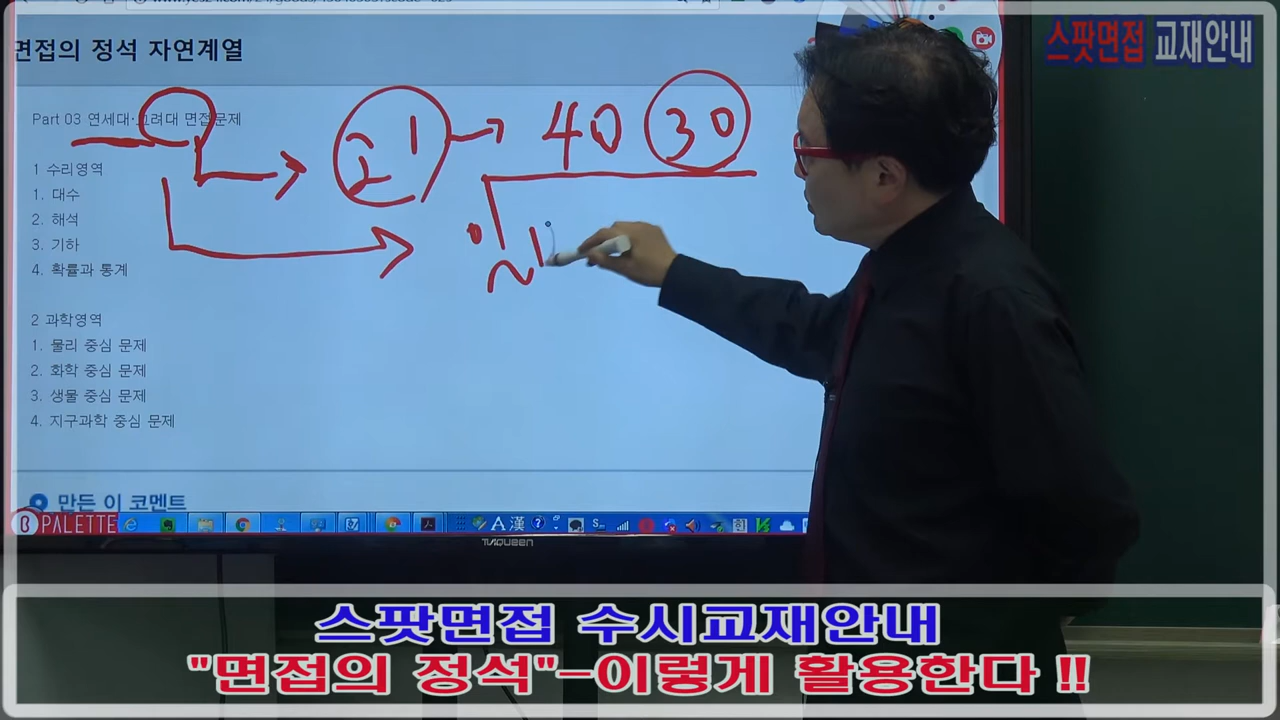 스팟면접 교재안내
면접의 정석 자연계열
Part 03 연세대·고려대 면접문제
21 → 40 30
1 수리영역
1. 대수
2. 해석
3. 기하
4. 확률과 통계
2 과학영역
1. 물리 중심 문제
2. 화학 중심 문제
3. 생물 중심 문제
4. 지구과학 중심 문제
만든 이 코멘트
PALETTE
A 漢
TVAQUEEN
스팟면접 수시교재안내
"면접의 정석"-이렇게 활용한다 !!